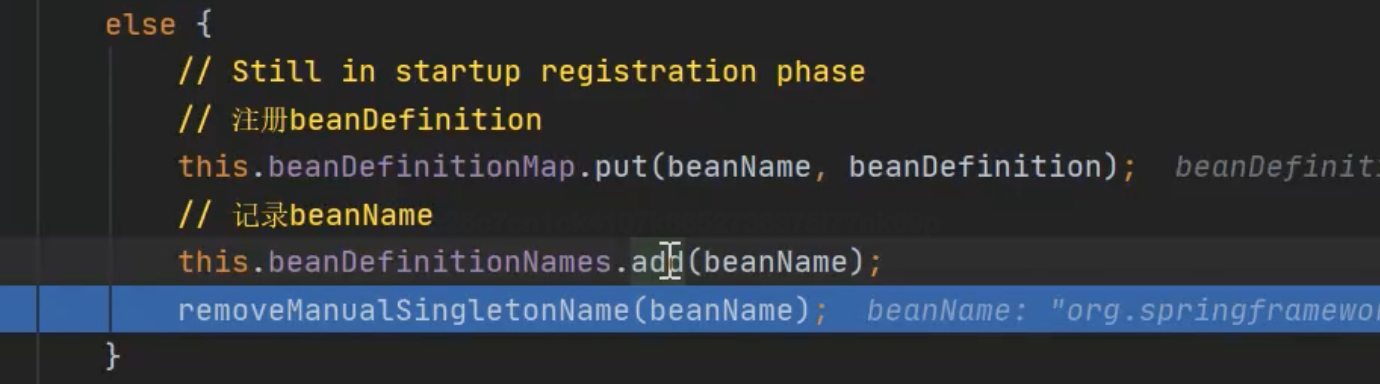 else {
// Still in startup registration phase
// 注册beanDefinition
this.beanDefinitionMap.put(beanName, beanDefinition); beanDefiniti
// 记录beanName
this.beanDefinitionNames.add(beanName);
removeManualSingletonName(beanName); beanName: "org.springframewor
}